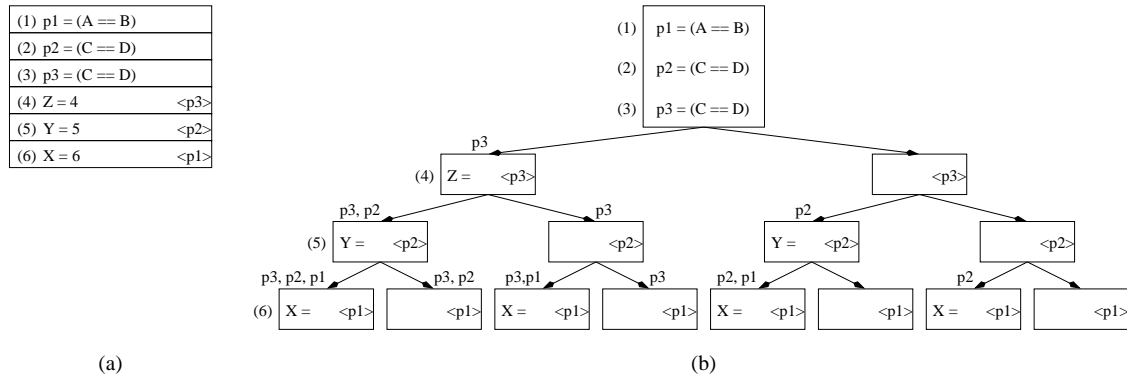 (1) p1 = (A == B)
(2) p2 = (C == D)
(3) p3 = (C == D)
(4) Z = 4 <p3>
(5) Y = 5 <p2>
(6) X = 6 <p1>
(a)
(1) p1 = (A == B)
(2) p2 = (C == D)
(3) p3 = (C == D)
p3
(4) Z = <p3> <p3>
p3, p2 p3 p2
(5) Y = <p2> <p2> Y = <p2> <p2>
p3, p2, p1 p3, p2 p3,p1 p3 p2, p1 p2
(6) X = <p1> <p1> X = <p1> <p1> X = <p1> <p1> X = <p1> <p1>
(b)